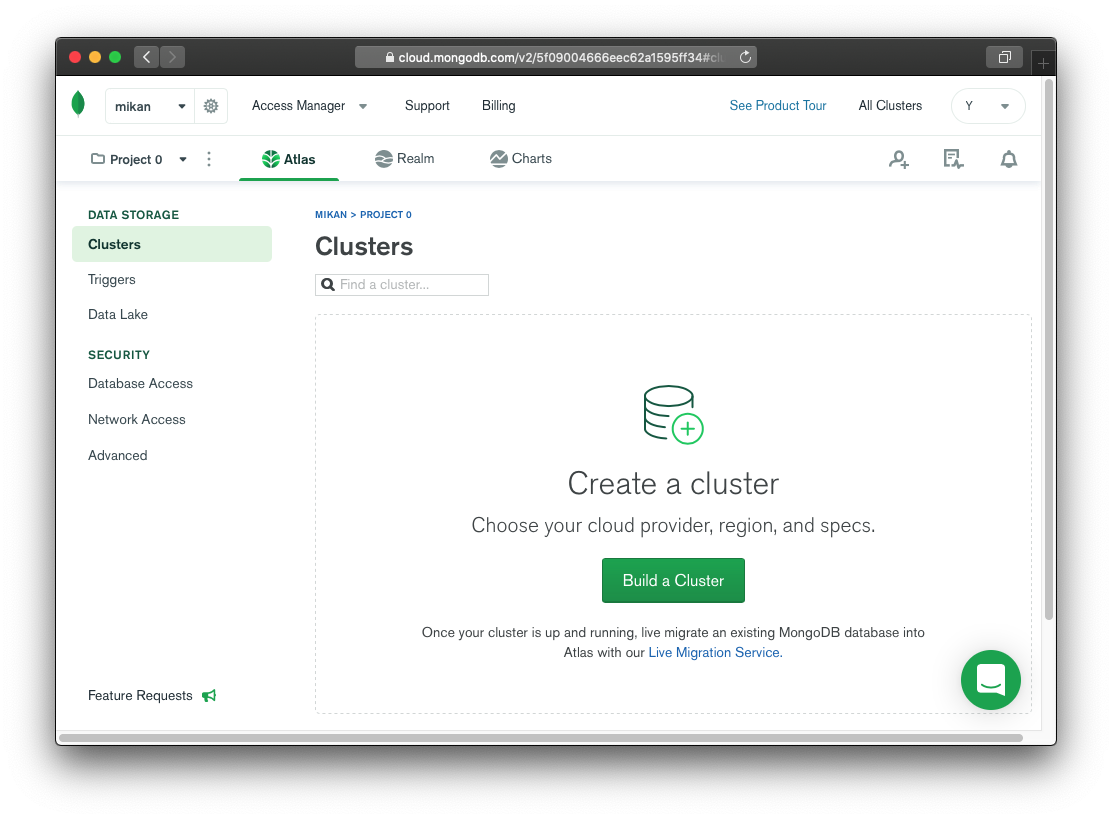 cloud.mongodb.com/v2/5f09004666eec62a1595ff34#clu
mikan
Access Manager
Support
Billing
See Product Tour
All Clusters
Y
Project 0
Atlas
Realm
Charts
DATA STORAGE
Clusters
Triggers
Data Lake
SECURITY
Database Access
Network Access
Advanced
Feature Requests
MIKAN > PROJECT 0
Clusters
Find a cluster...
Create a cluster
Choose your cloud provider, region, and specs.
Build a Cluster
Once your cluster is up and running, live migrate an existing MongoDB database into
Atlas with our Live Migration Service.